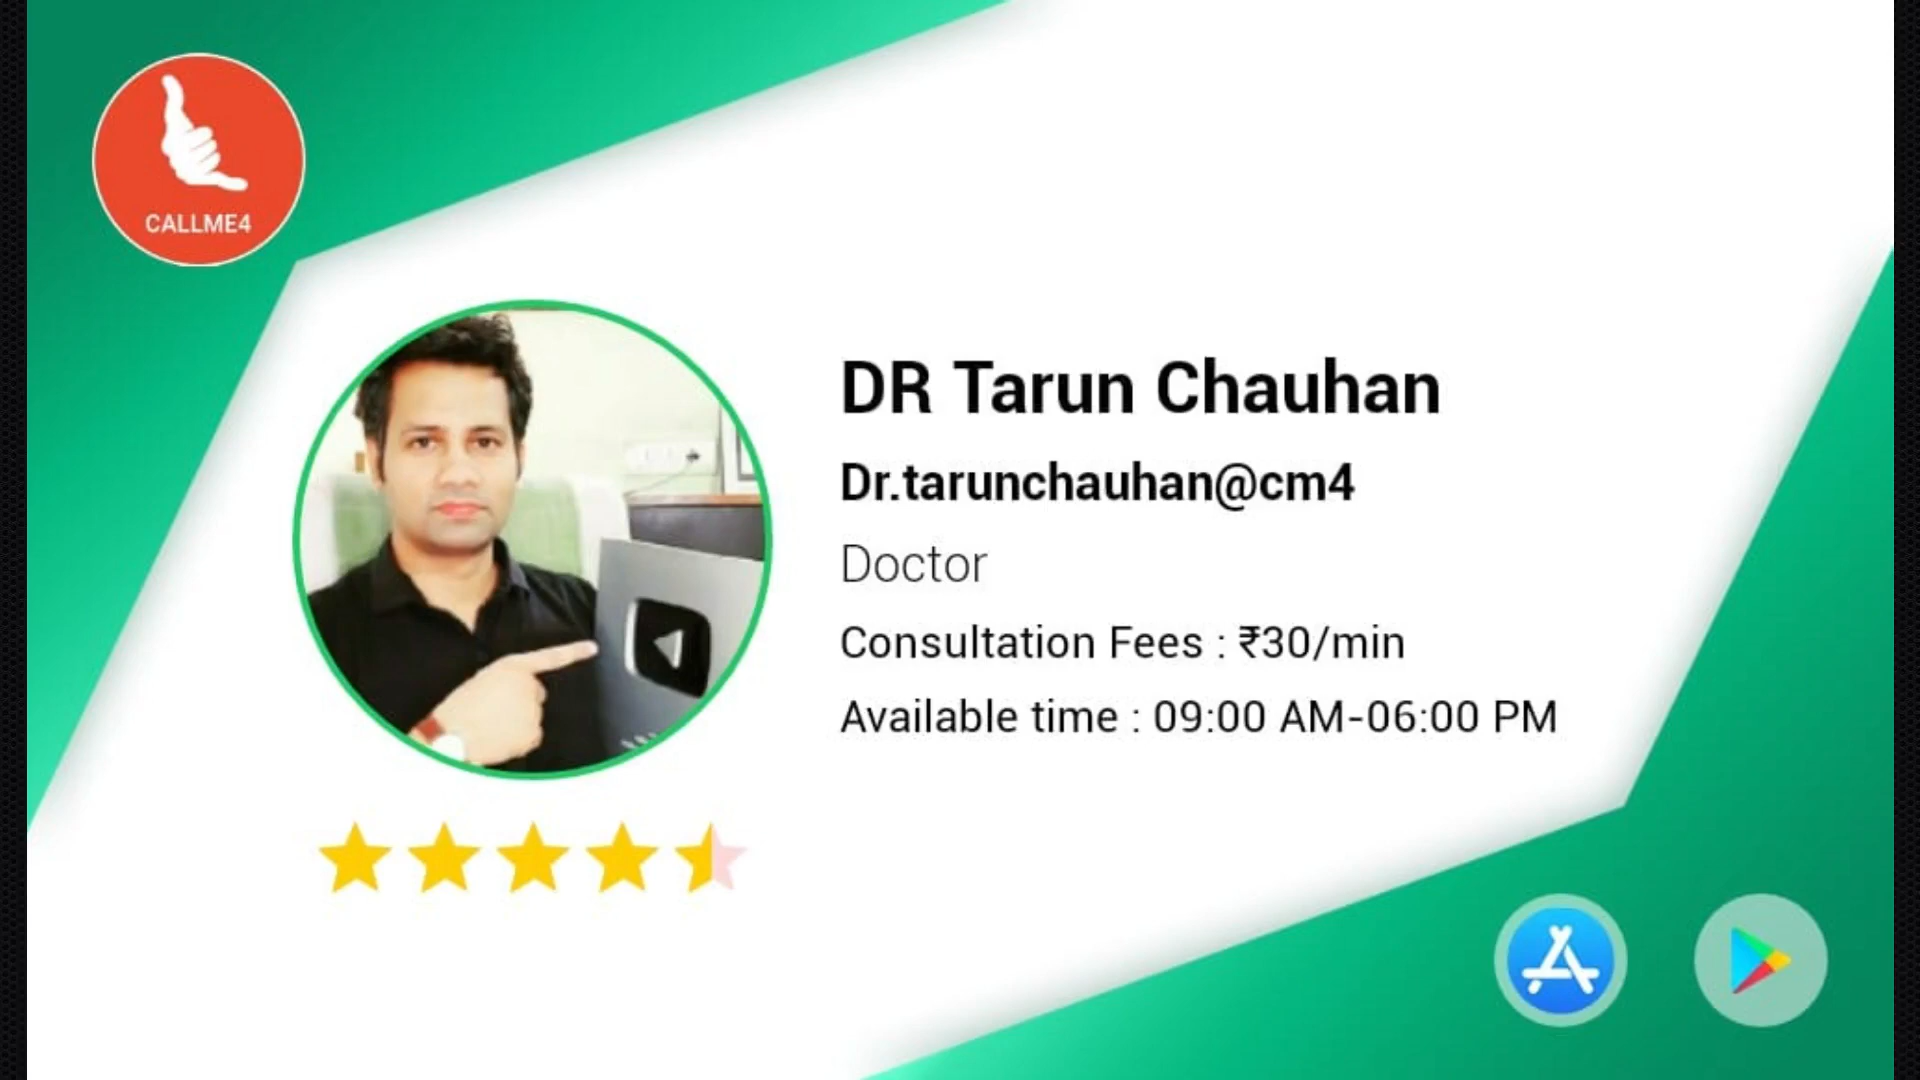 CALLME4
DR Tarun Chauhan
Dr.tarunchauhan@cm4
Doctor
Consultation Fees : ₹30/min
Available time : 09:00 AM-06:00 PM